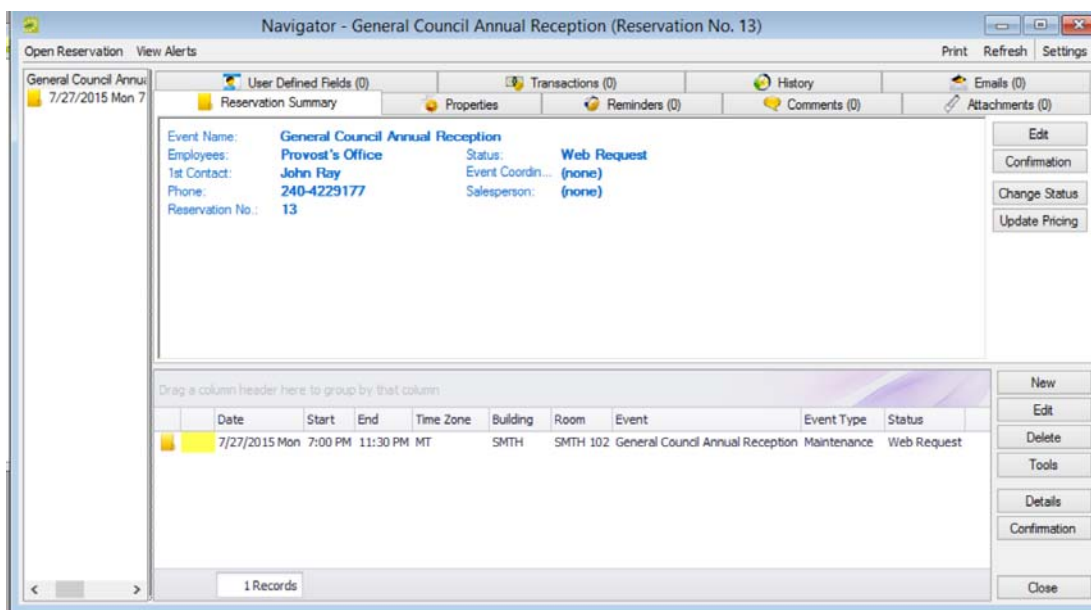 Navigator - General Council Annual Reception (Reservation No. 13)
Open Reservation View Alerts Print Refresh Settings
General Council Annu
7/27/2015 Mon 7
User Defined Fields (0) Transactions (0) History Emails (0)
Reservation Summary Properties Reminders (0) Comments (0) Attachments (0)
Event Name: General Council Annual Reception
Employees: Provost's Office Status: Web Request
1st Contact: John Ray Event Coordin... (none)
Phone: 240-4229177 Salesperson: (none)
Reservation No.: 13
Edit
Confirmation
Change Status
Update Pricing
Drag a column header here to group by that column
Date Start End Time Zone Building Room Event Event Type Status
7/27/2015 Mon 7:00 PM 11:30 PM MT SMTH SMTH 102 General Council Annual Reception Maintenance Web Request
1 Records
New
Edit
Delete
Tools
Details
Confirmation
Close